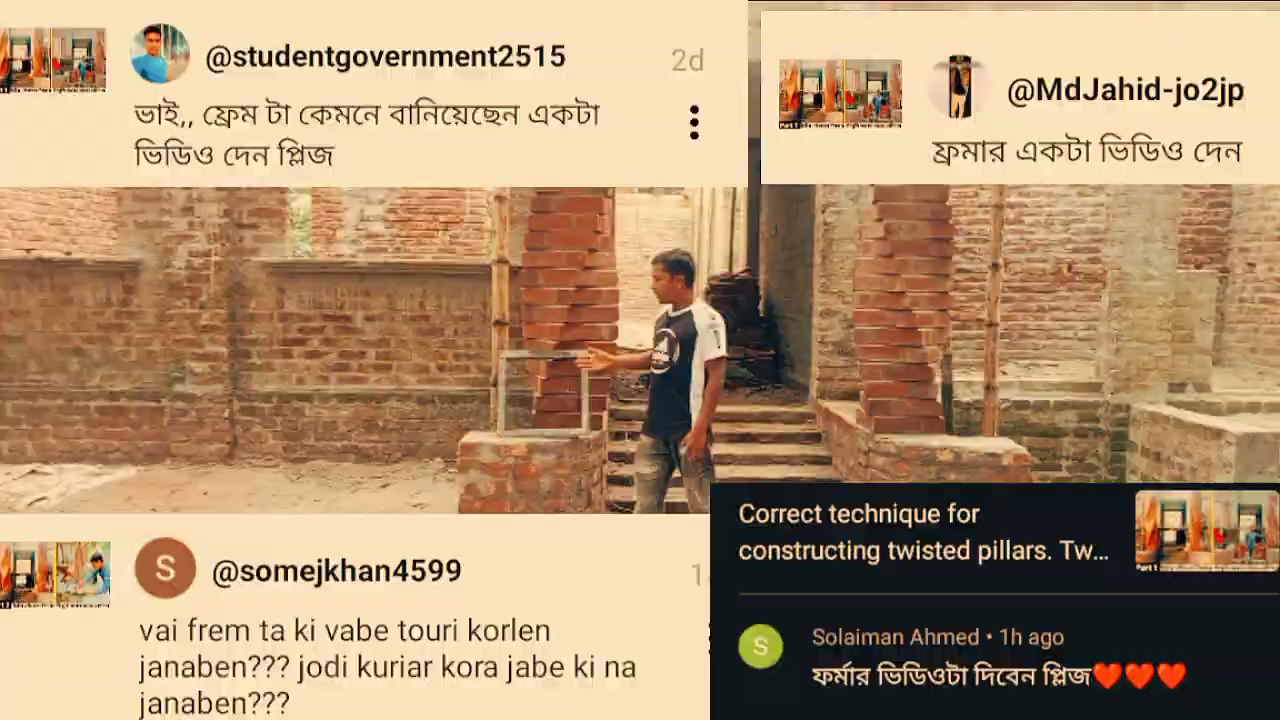 @studentgovernment2515
2d
ভাই,, ফ্রেম টা কেমনে বানিয়েছেন একটা
ভিডিও দেন প্লিজ
@MdJahid-jo2jp
ফ্রমার একটা ভিডিও দেন
@somejkhan4599
vai frem ta ki vabe touri korlen
janaben??? jodi kuriar kora jabe ki na
janaben???
Correct technique for
constructing twisted pillars. Tw...
S
Solaiman Ahmed • 1h ago
ফর্মার ভিডিওটা দিবেন প্লিজ❤️❤️❤️